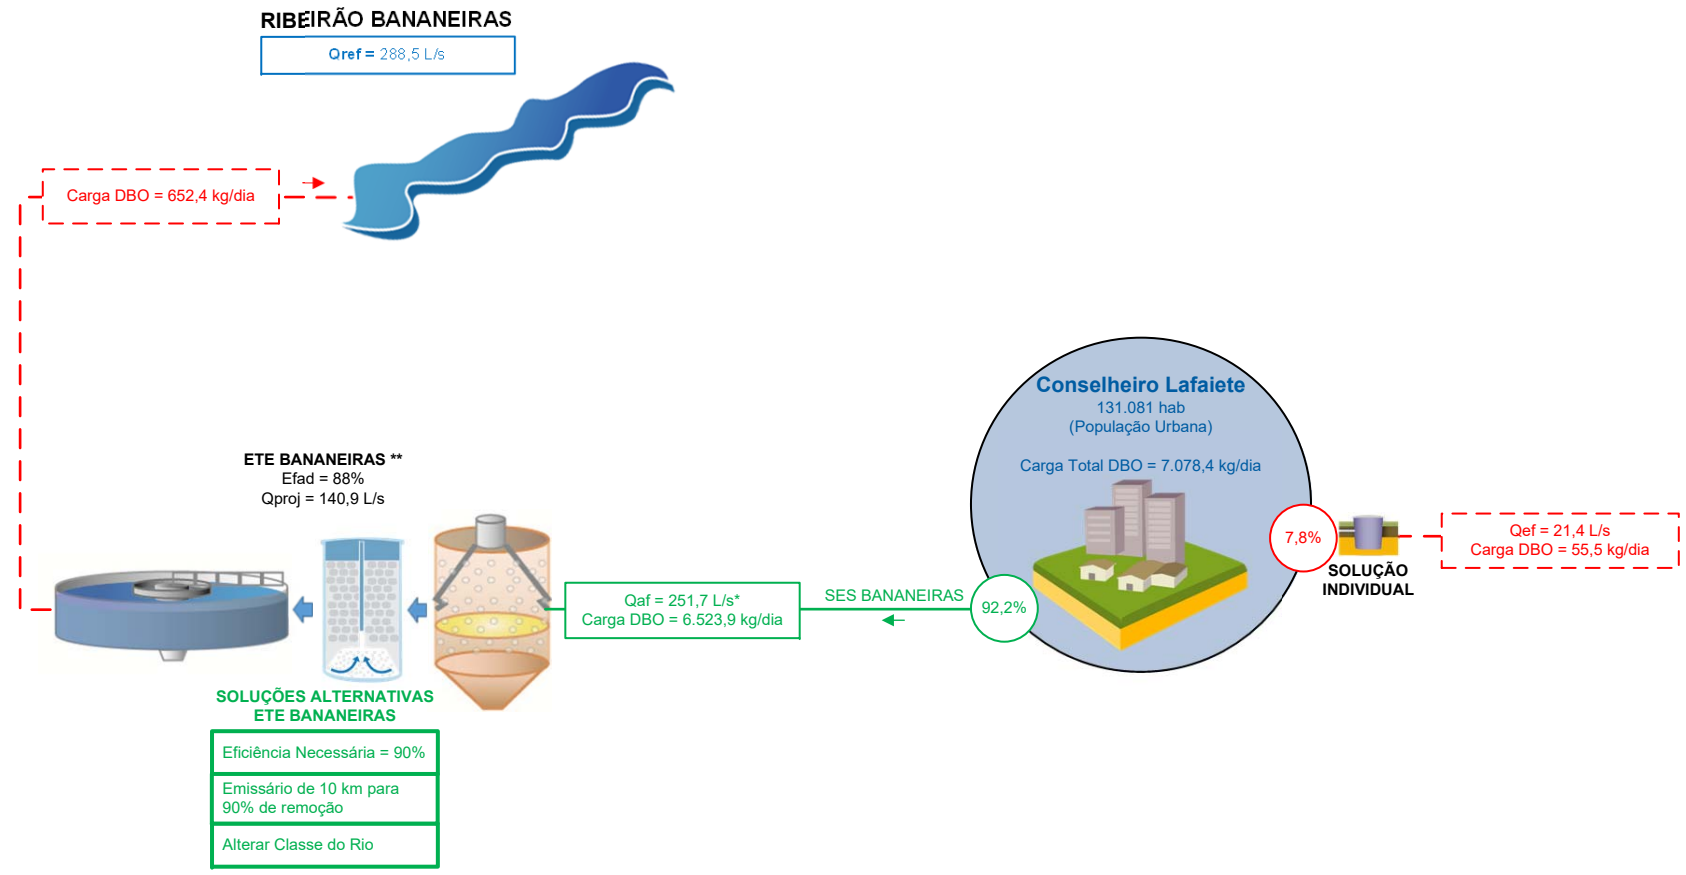 RIBEIRÃO BANANEIRAS
Qref = 288,5 L/s
Carga DBO = 652,4 kg/dia
Conselheiro Lafaiete
131.081 hab
(População Urbana)
Carga Total DBO = 7.078,4 kg/dia
ETE BANANEIRAS **
Efad = 88%
Qproj = 140,9 L/s
7,8%
Qef = 21,4 L/s
Carga DBO = 55,5 kg/dia
SOLUÇÃO
INDIVIDUAL
Qaf = 251,7 L/s*
Carga DBO = 6.523,9 kg/dia
SES BANANEIRAS
92,2%
SOLUÇÕES ALTERNATIVAS
ETE BANANEIRAS
Eficiência Necessária = 90%
Emissário de 10 km para
90% de remoção
Alterar Classe do Rio